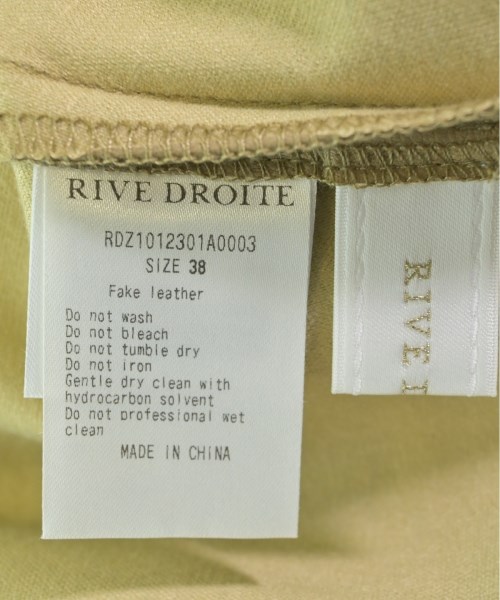 RIVE DROITE
RDZ1012301A0003
SIZE 38
Fake leather
Do not wash
Do not bleach
Do not tumble dry
Do not iron
Gentle dry clean with
hydrocarbon solvent
Do not professional wet
clean
MADE IN CHINA
RIVE